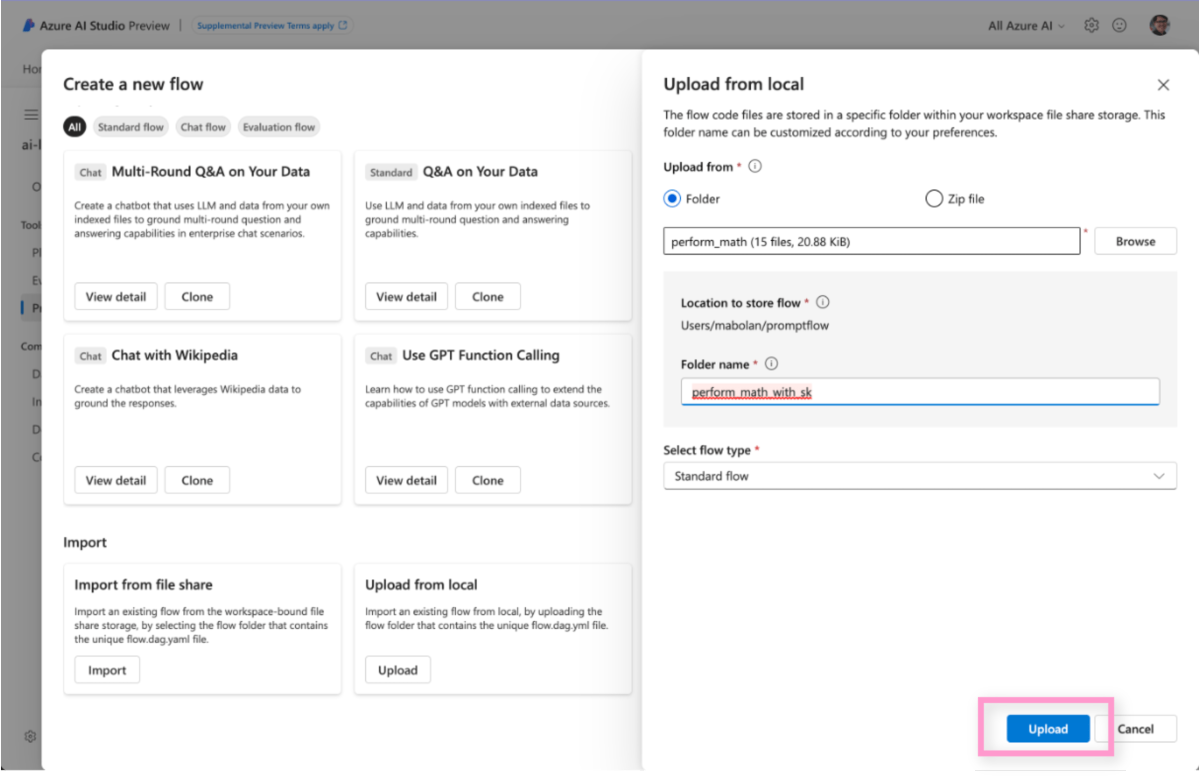 Azure AI Studio Preview | Supplemental Preview Terms apply
All Azure AI
Create a new flow
All Standard flow Chat flow Evaluation flow
Chat Multi-Round Q&A on Your Data
Create a chatbot that uses LLM and data from your own
indexed files to ground multi-round question and
answering capabilities in enterprise chat scenarios.
View detail Clone
Standard Q&A on Your Data
Use LLM and data from your own indexed files to
ground multi-round question and answering
capabilities.
View detail Clone
Chat Chat with Wikipedia
Create a chatbot that leverages Wikipedia data to
ground the responses.
View detail Clone
Chat Use GPT Function Calling
Learn how to use GPT function calling to extend the
capabilities of GPT models with external data sources.
View detail Clone
Import
Import from file share
Import an existing flow from the workspace-bound file
share storage, by selecting the flow folder that contains
the unique flow.dag.yaml file.
Import
Upload from local
Import an existing flow from local, by uploading the
flow folder that contains the unique flow.dag.yml file.
Upload
Upload from local
The flow code files are stored in a specific folder within your workspace file share storage. This
folder name can be customized according to your preferences.
Upload from *
Folder Zip file
perform_math (15 files, 20.88 KiB) * Browse
Location to store flow *
Users/mabolan/promptflow
Folder name *
perform_math_with_sk
Select flow type *
Standard flow
Upload Cancel